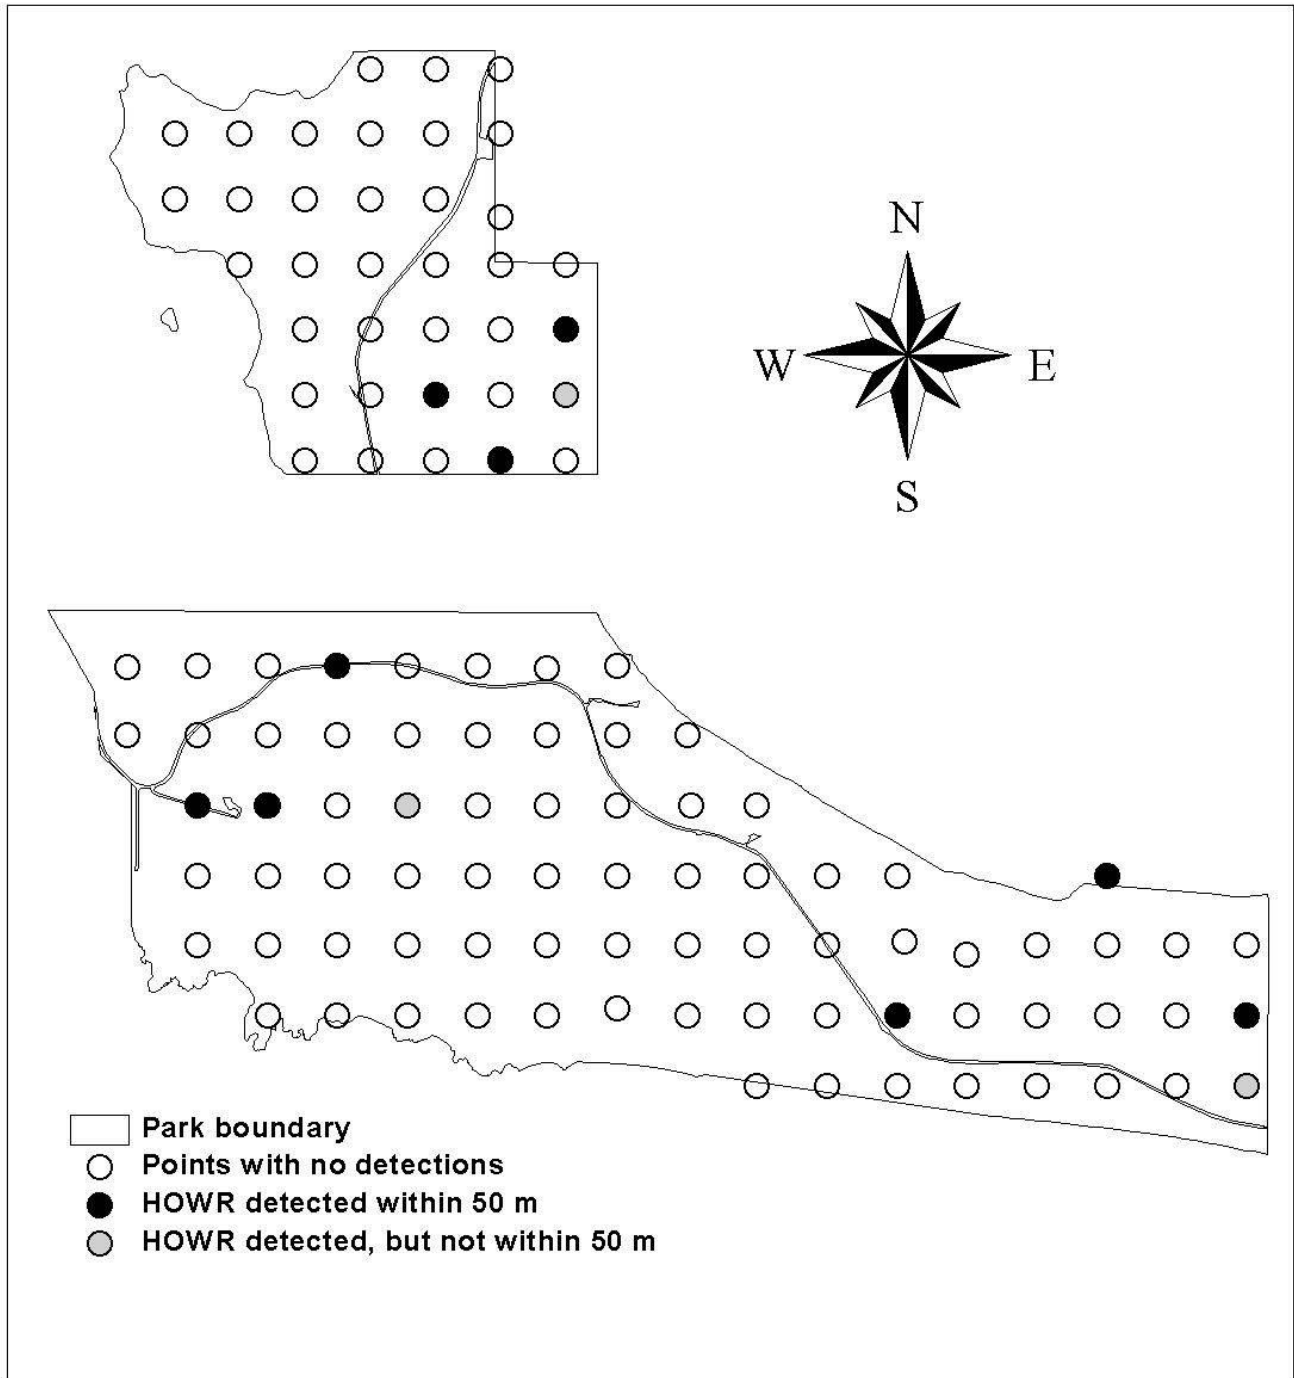 N
W
E
S
Park boundary
Points with no detections
HOWR detected within 50 m
HOWR detected, but not within 50 m